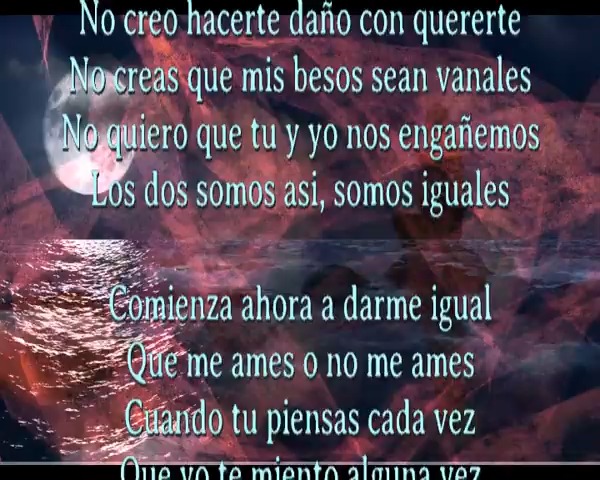 No creo hacerte daño con quererte
No creas que mis besos sean vanales
No quiero que tu y yo nos engañemos
Los dos somos asi, somos iguales
Comienza ahora a darme igual
Que me ames o no me ames
Cuando tu piensas cada vez
Que yo te miento alguna vez